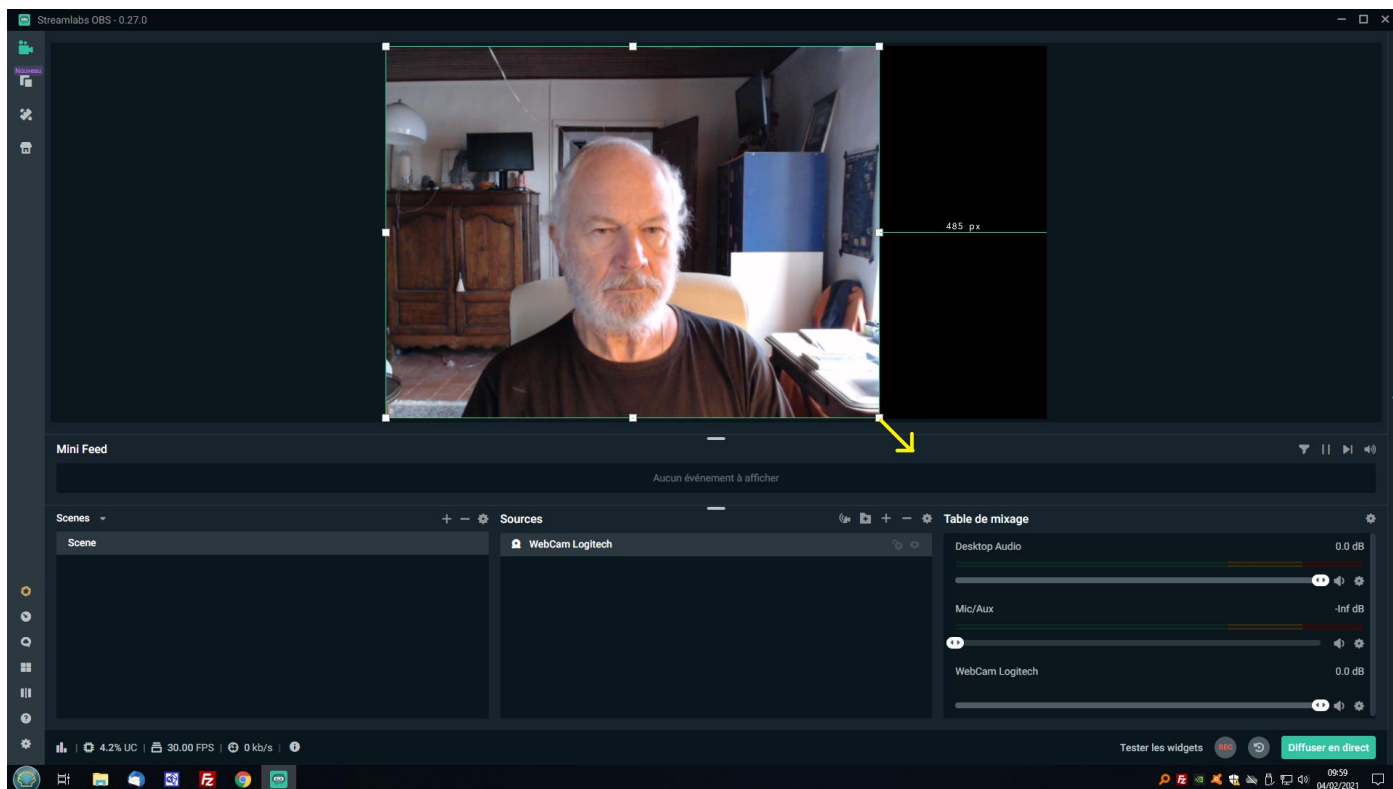 Streamlabs OBS - 0.27.0
Nouveau
485 px
Mini Feed
Aucun événement à afficher
Scenes
Scene
Sources
WebCam Logitech
Table de mixage
Desktop Audio
0.0 dB
Mic/Aux
-Inf dB
WebCam Logitech
0.0 dB
4.2% UC | 30.00 FPS | 0 kb/s |
Tester les widgets
REC
Diffuser en direct
09:59
04/02/2021